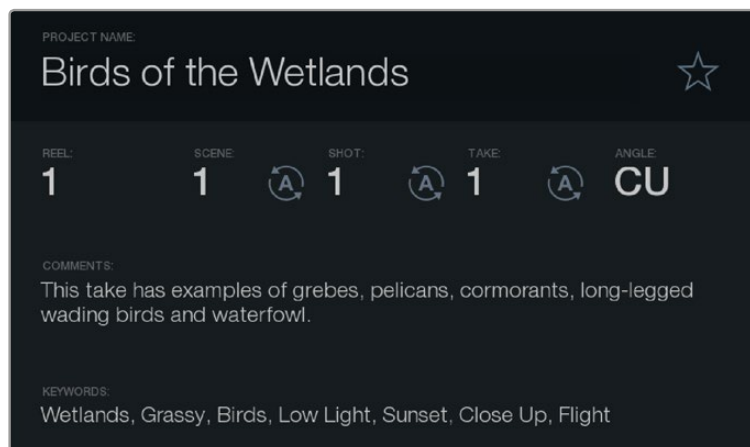 PROJECT NAME:
Birds of the Wetlands
REEL: SCENE: SHOT: TAKE: ANGLE:
1 1 A 1 A 1 A CU
COMMENTS:
This take has examples of grebes, pelicans, cormorants, long-legged
wading birds and waterfowl.
KEYWORDS:
Wetlands, Grassy, Birds, Low Light, Sunset, Close Up, Flight